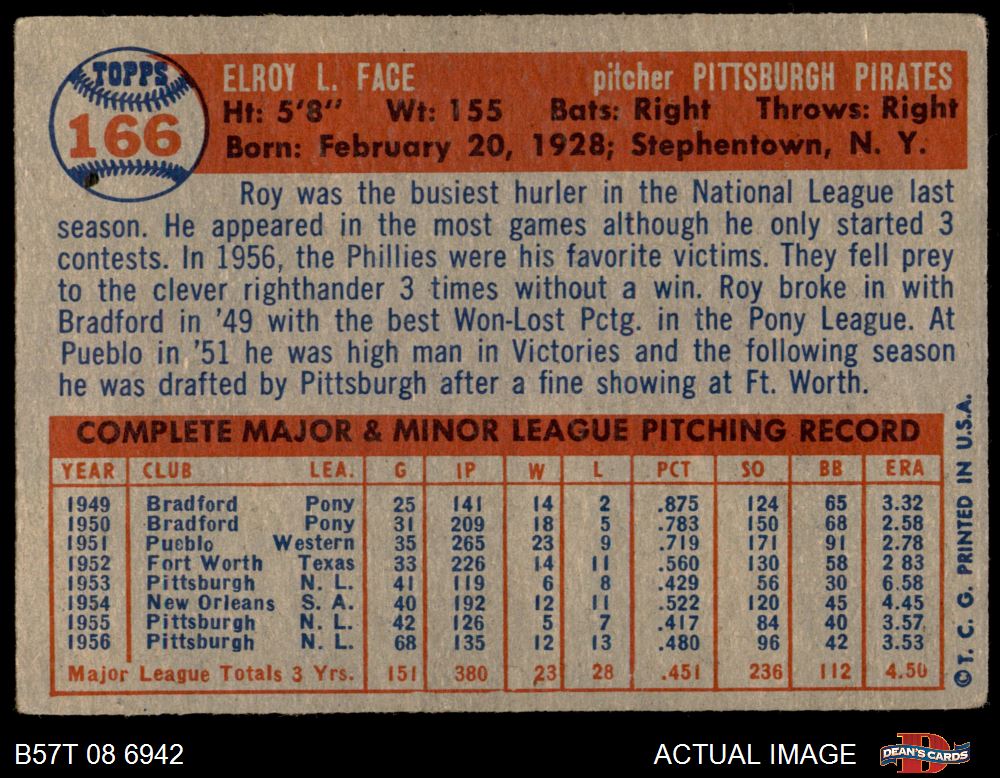 TOPPS
166
ELROY L. FACE pitcher PITTSBURGH PIRATES
Ht: 5'8" Wt: 155 Bats: Right Throws: Right
Born: February 20, 1928; Stephentown, N. Y.
Roy was the busiest hurler in the National League last
season. He appeared in the most games although he only started 3
contests. In 1956, the Phillies were his favorite victims. They fell prey
to the clever righthander 3 times without a win. Roy broke in with
Bradford in '49 with the best Won-Lost Pctg. in the Pony League. At
Pueblo in '51 he was high man in Victories and the following season
he was drafted by Pittsburgh after a fine showing at Ft. Worth.
COMPLETE MAJOR & MINOR LEAGUE PITCHING RECORD
YEAR CLUB LEA. G IP W L PCT SO BB ERA
1949 Bradford Pony 25 141 14 2 .875 124 65 3.32
1950 Bradford Pony 31 209 18 5 .783 150 68 2.58
1951 Pueblo Western 35 265 23 9 .719 171 91 2.78
1952 Fort Worth Texas 33 226 14 11 .560 130 58 2 83
1953 Pittsburgh N. L. 41 119 6 8 .429 56 30 6.58
1954 New Orleans S. A. 40 192 12 11 .522 120 45 4.45
1955 Pittsburgh N. L. 42 126 5 7 .417 84 40 3.57
1956 Pittsburgh N. L. 68 135 12 13 .480 96 42 3.53
Major League Totals 3 Yrs. 151 380 23 28 .451 236 112 4.50
©T. C. G. PRINTED IN U.S.A.
B57T 08 6942
ACTUAL IMAGE
DEAN'S CARDS